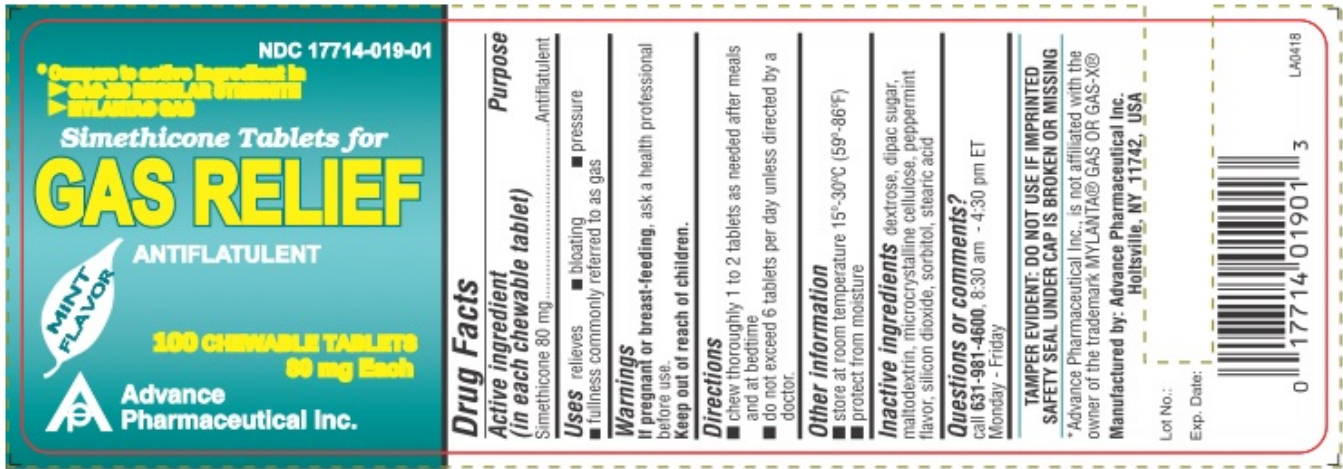 NDC 17714-019-01
* Compare to active ingredient in
GAS-X® REGULAR STRENGTH
MYLANTA® GAS
Simethicone Tablets for
GAS RELIEF
ANTIFLATULENT
MINT
FLAVOR
100 CHEWABLE TABLETS
80 mg Each
Advance
Pharmaceutical Inc.
Drug Facts
Active ingredient Purpose
(in each chewable tablet)
Simethicone 80 mg ........................ Antiflatulent
Uses relieves ■ bloating ■ pressure
■ fullness commonly referred to as gas
Warnings
If pregnant or breast-feeding, ask a health professional
before use.
Keep out of reach of children.
Directions
■ chew thoroughly 1 to 2 tablets as needed after meals
and at bedtime
■ do not exceed 6 tablets per day unless directed by a
doctor.
Other information
■ store at room temperature 15º-30ºC (59º-86ºF)
■ protect from moisture
Inactive ingredients dextrose, dipac sugar,
maltodextrin, microcrystalline cellulose, peppermint
flavor, silicon dioxide, sorbitol, stearic acid
Questions or comments?
call 631-981-4600, 8:30 am - 4:30 pm ET
Monday - Friday
TAMPER EVIDENT: DO NOT USE IF IMPRINTED
SAFETY SEAL UNDER CAP IS BROKEN OR MISSING
*Advance Pharmaceutical Inc., is not affiliated with the
owner of the trademark MYLANTA® GAS OR GAS-X®
Manufactured by: Advance Pharmaceutical Inc.
Holtsville, NY 11742, USA
Lot No.:
Exp. Date:
0 17714 01901 3
LA0418